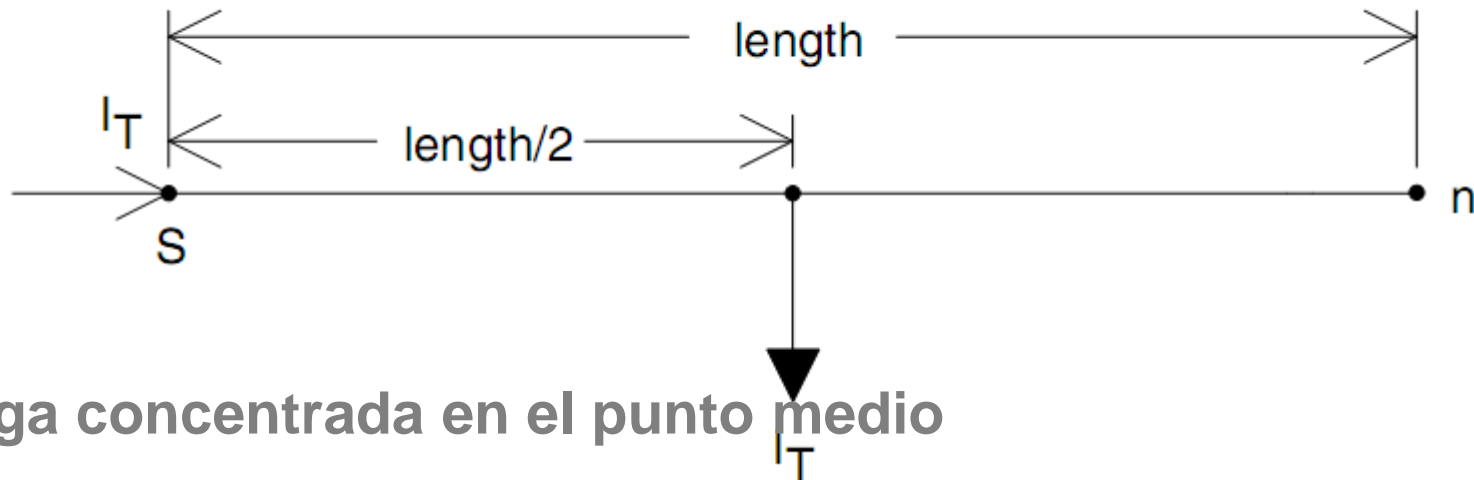 length
I_T
length/2
n
S
ga concentrada en el punto medio
I_T